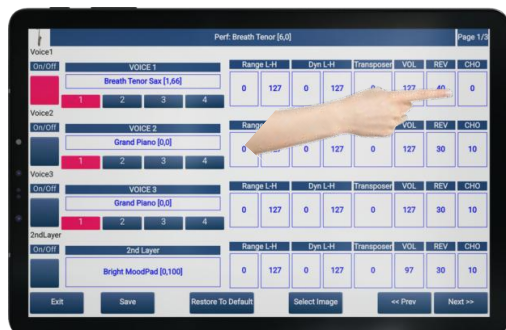 Perf: Breath Tenor [6,0] Page 1/3
Voice1
On/Off VOICE 1 Range L-H Dyn L-H Transposer VOL REV CHO
Breath Tenor Sax [1,66] 0 127 0 127 0 127 40 0
1 2 3 4
Voice2
On/Off VOICE 2 Range Transposer VOL REV CHO
Grand Piano [0,0] 127 0 127 0 127 30 10
1 2 3 4
Voice3
On/Off VOICE 3 Range L-H Dyn L-H Transposer VOL REV CHO
Grand Piano [0,0] 0 127 0 127 0 127 30 10
1 2 3 4
2ndLayer
On/Off 2nd Layer Range L-H Dyn L-H Transposer VOL REV CHO
Bright MoodPad [0,100] 0 127 0 127 0 97 30 10
Exit Save Restore To Default Select Image << Prev Next >>